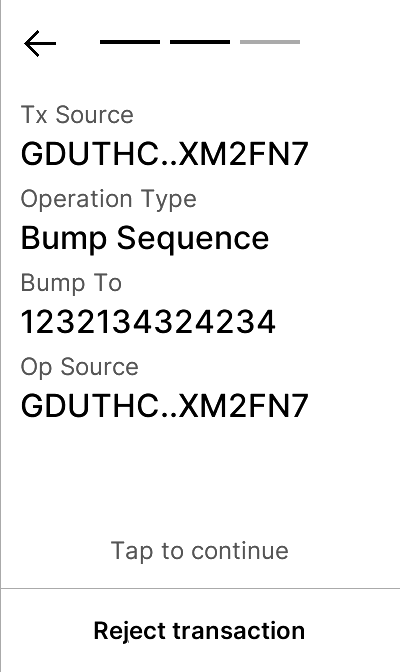 Tx Source
GDUTHC..XM2FN7
Operation Type
Bump Sequence
Bump To
1232134324234
Op Source
GDUTHC..XM2FN7
Tap to continue
Reject transaction